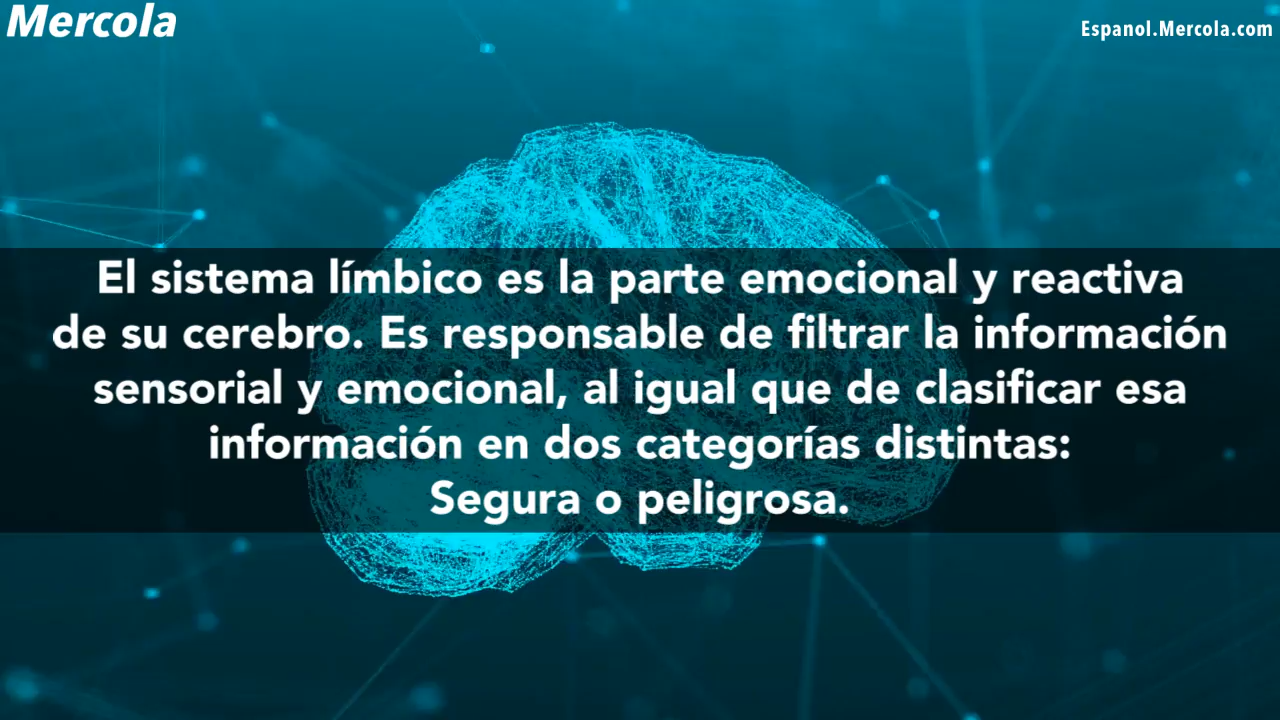 Mercola
Espanol.Mercola.com
El sistema límbico es la parte emocional y reactiva
de su cerebro. Es responsable de filtrar la información
sensorial y emocional, al igual que de clasificar esa
información en dos categorías distintas:
Segura o peligrosa.